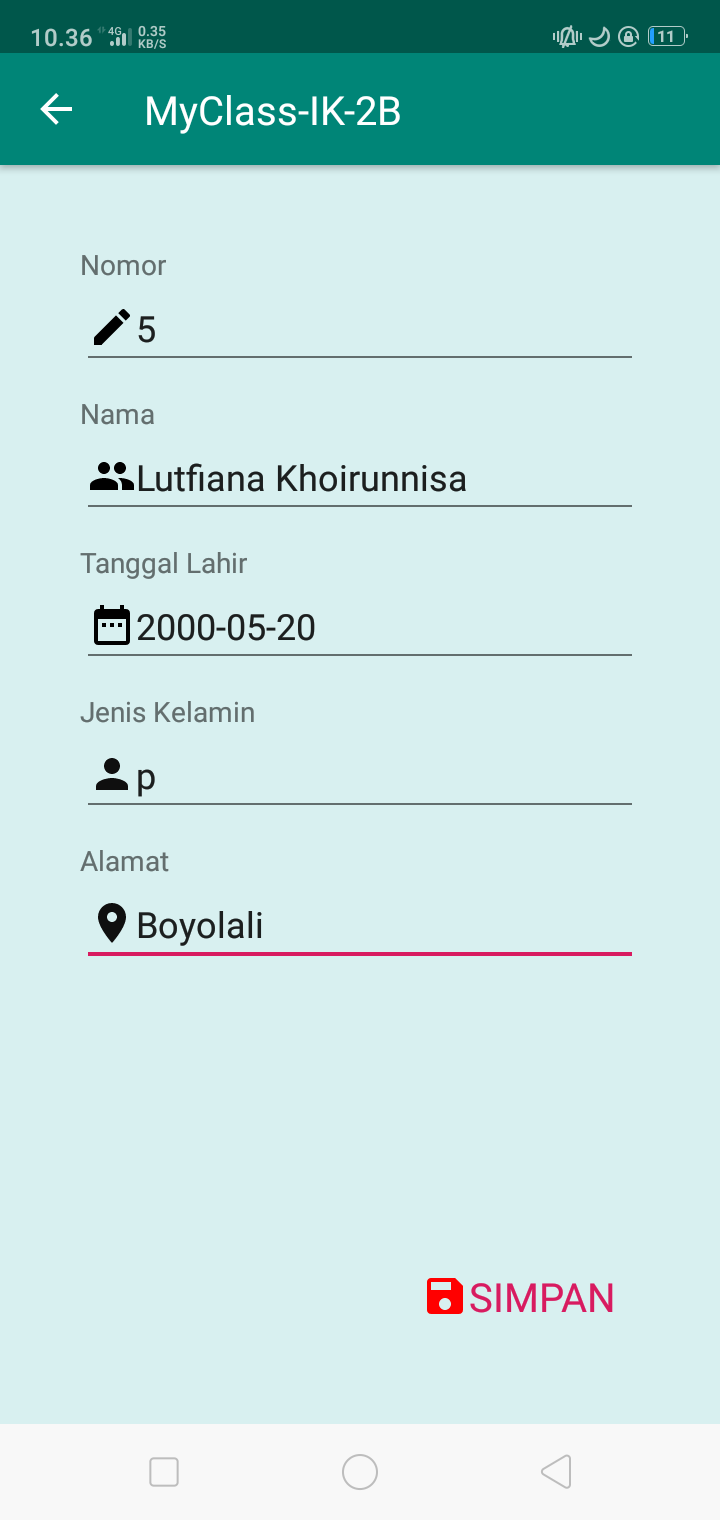 10.36 4G 0.35 KB/S 11
MyClass-IK-2B
Nomor
5
Nama
Lutfiana Khoirunnisa
Tanggal Lahir
2000-05-20
Jenis Kelamin
p
Alamat
Boyolali
SIMPAN